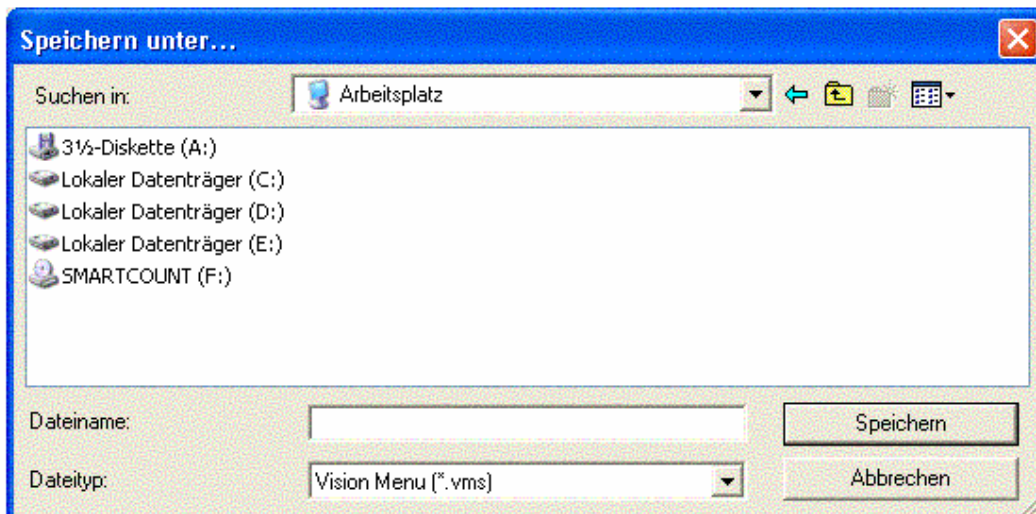 Speichern unter...
Suchen in: Arbeitsplatz
3½-Diskette (A:)
Lokaler Datenträger (C:)
Lokaler Datenträger (D:)
Lokaler Datenträger (E:)
SMARTCOUNT (F:)
Dateiname: Speichern
Dateityp: Vision Menu (*.vms) Abbrechen